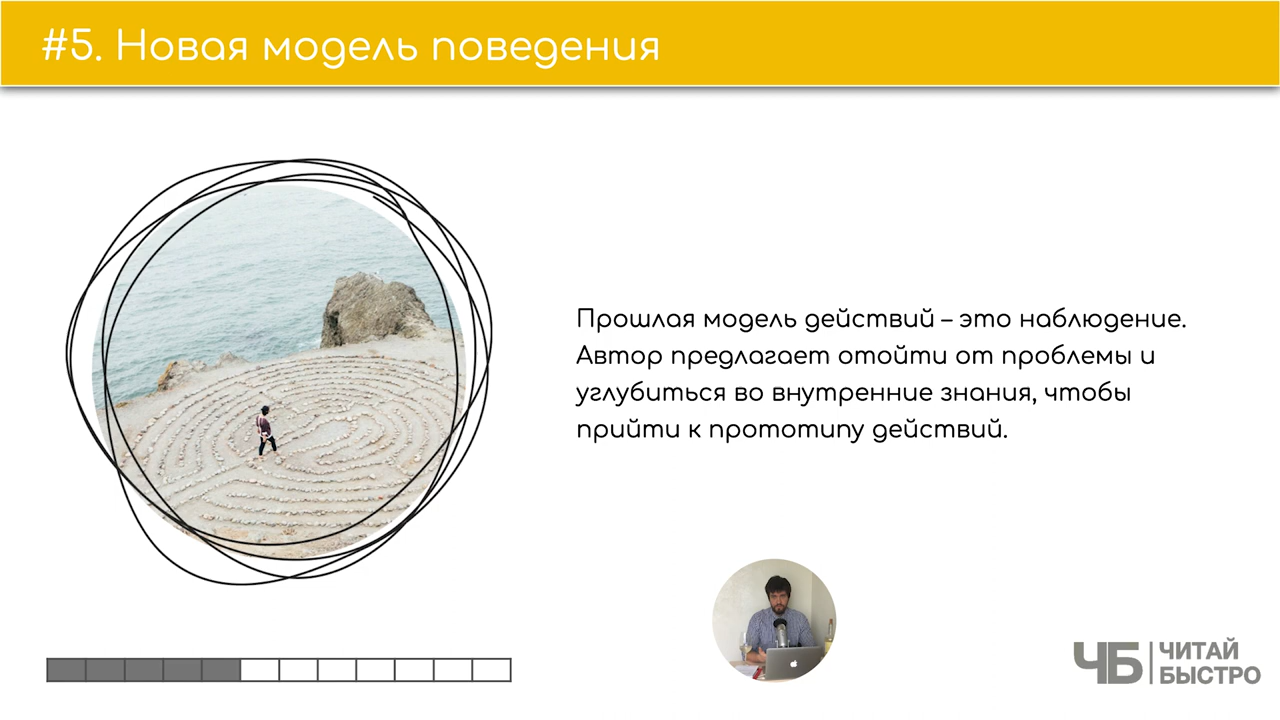 #5. Новая модель поведения
Прошлая модель действий – это наблюдение.
Автор предлагает отойти от проблемы и
углубиться во внутренние знания, чтобы
прийти к прототипу действий.
ЧБ
ЧИТАЙ
БЫСТРО